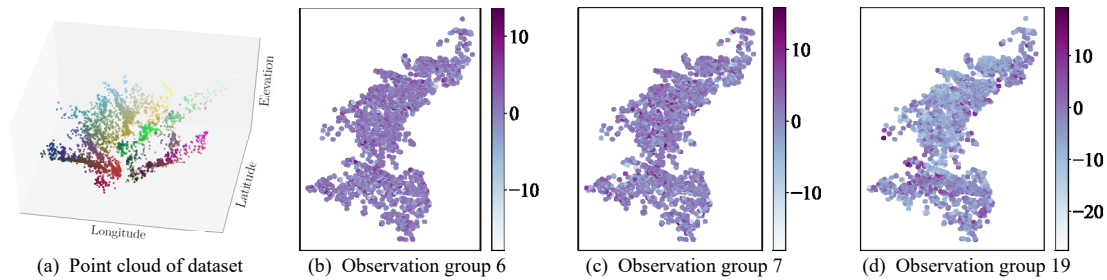 Elevation
Latitude
Longitude
(a) Point cloud of dataset
10
0
−10
(b) Observation group 6
10
0
−10
(c) Observation group 7
20
10
0
−10
−20
(d) Observation group 19